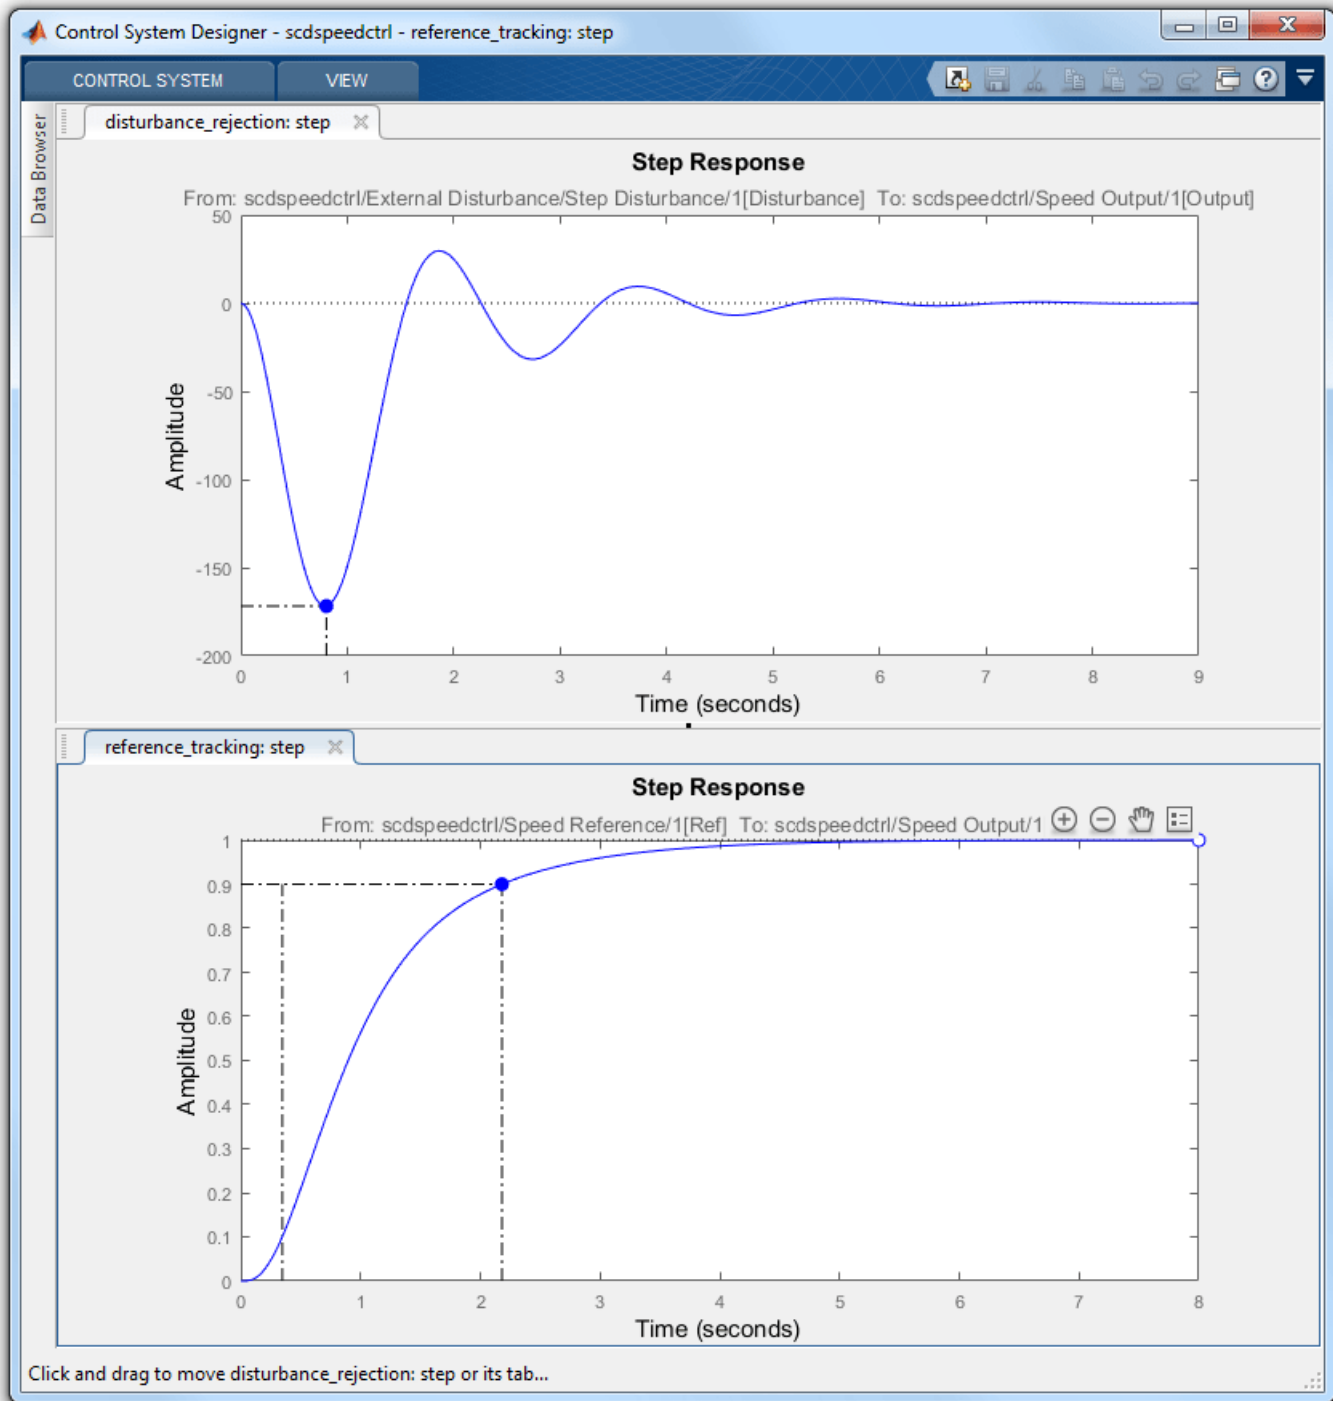 Control System Designer - scdspeedctrl - reference_tracking: step
CONTROL SYSTEM VIEW
Data Browser
disturbance_rejection: step
Step Response
From: scdspeedctrl/External Disturbance/Step Disturbance/1[Disturbance] To: scdspeedctrl/Speed Output/1[Output]
50
0
-50
-100
-150
-200
Amplitude
0 1 2 3 4 5 6 7 8 9
Time (seconds)
reference_tracking: step
Step Response
From: scdspeedctrl/Speed Reference/1[Ref] To: scdspeedctrl/Speed Output/1
1
0.9
0.8
0.7
0.6
0.5
0.4
0.3
0.2
0.1
0
Amplitude
0 1 2 3 4 5 6 7 8
Time (seconds)
Click and drag to move disturbance_rejection: step or its tab...